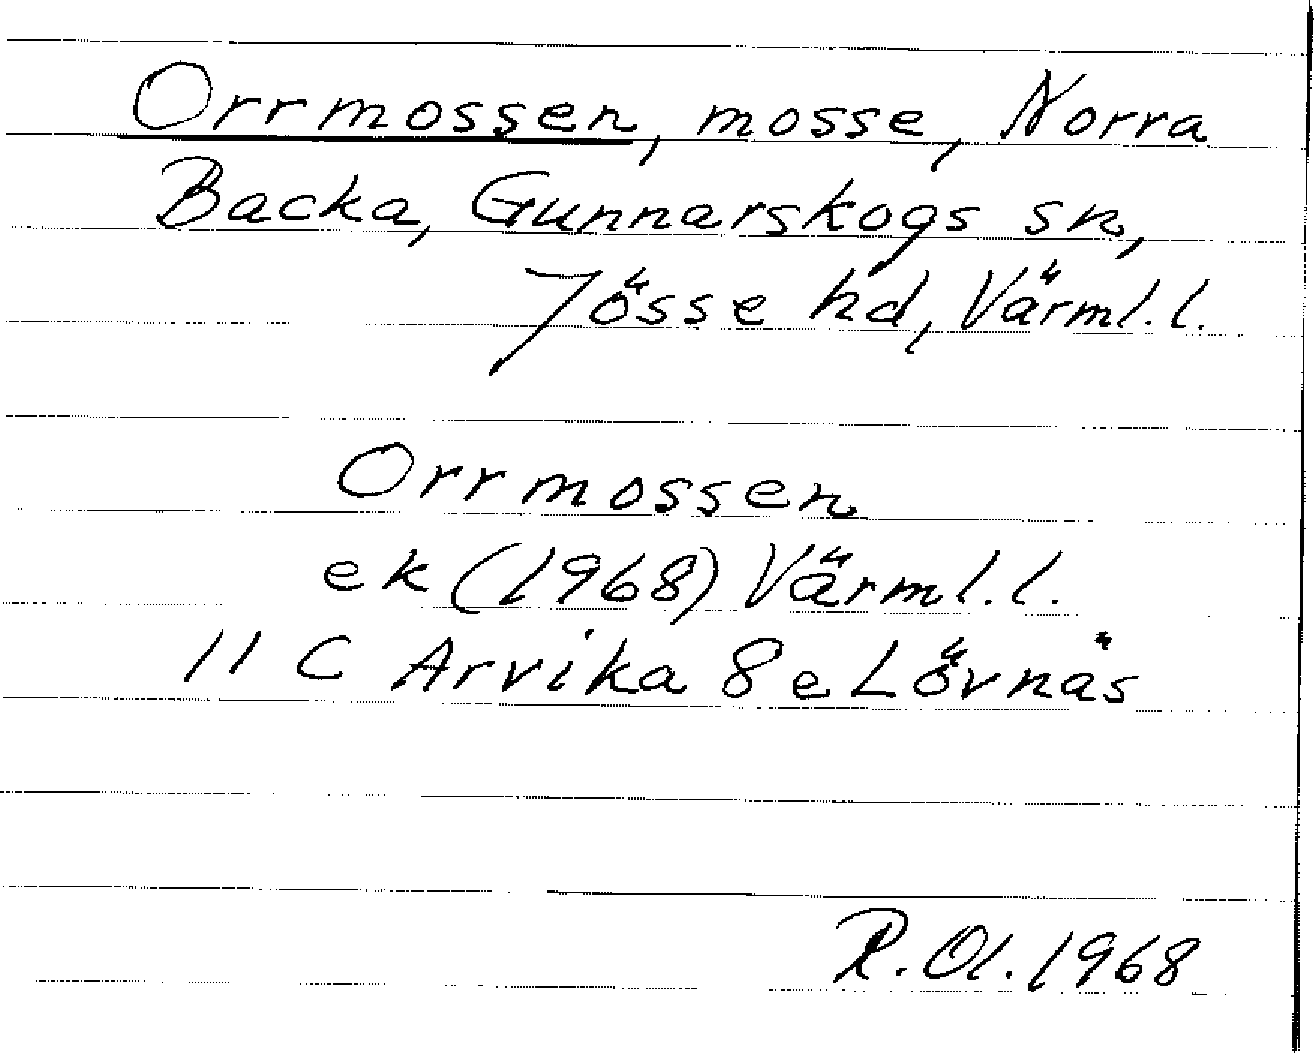 Orrmossen, mosse, Norra
Backa, Gunnarskogs sn,
Jösse hd, Värml. l.
Orrmossen
ek (1968) Värml. l.
11 C Arvika 8 e Lövnäs
R. Ol. 1968